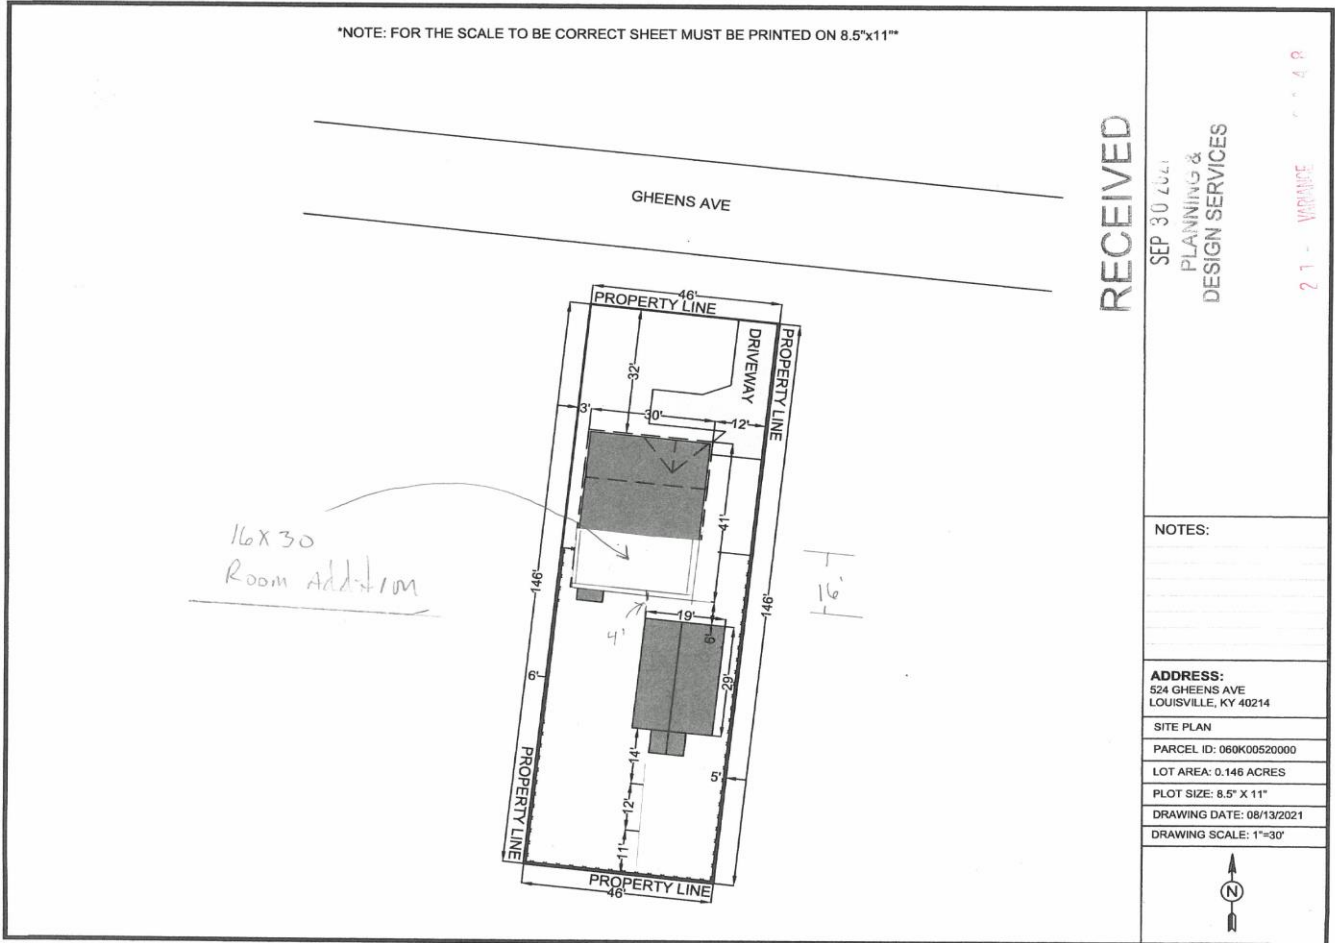 *NOTE: FOR THE SCALE TO BE CORRECT SHEET MUST BE PRINTED ON 8.5"x11"*
GHEENS AVE
46'
PROPERTY LINE
DRIVEWAY
PROPERTY LINE
32'
3'
30'
12'
41'
16X30
Room Addition
146'
146'
16'
4'
19'
6'
29'
6'
14'
5'
12'
11'
PROPERTY LINE
PROPERTY LINE
46'
RECEIVED
SEP 30 2021
PLANNING &
DESIGN SERVICES
21 - VARIANCE
NOTES:
ADDRESS:
524 GHEENS AVE
LOUISVILLE, KY 40214
SITE PLAN
PARCEL ID: 060K00520000
LOT AREA: 0.146 ACRES
PLOT SIZE: 8.5" X 11"
DRAWING DATE: 08/13/2021
DRAWING SCALE: 1"=30'
N